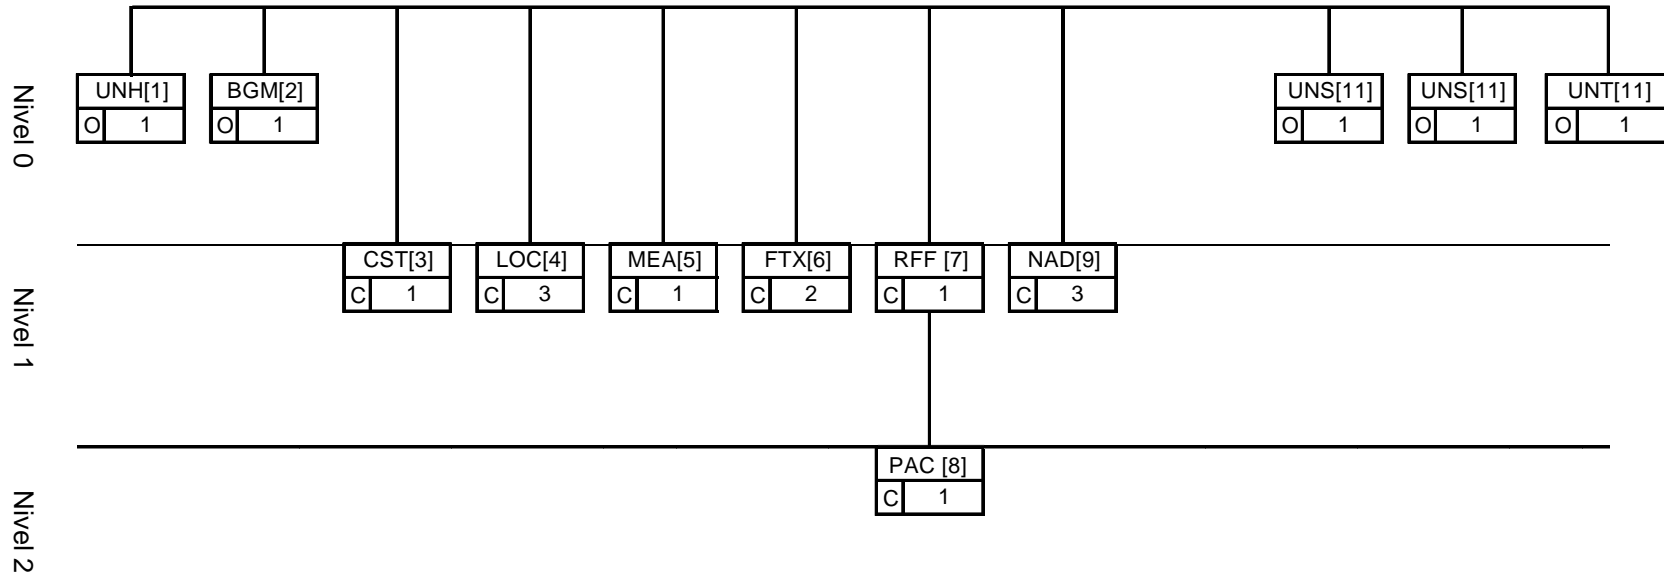 Nivel 0
UNH[1]
O 1
BGM[2]
O 1
UNS[11]
O 1
UNS[11]
O 1
UNT[11]
O 1
Nivel 1
CST[3]
C 1
LOC[4]
C 3
MEA[5]
C 1
FTX[6]
C 2
RFF [7]
C 1
NAD[9]
C 3
Nivel 2
PAC [8]
C 1